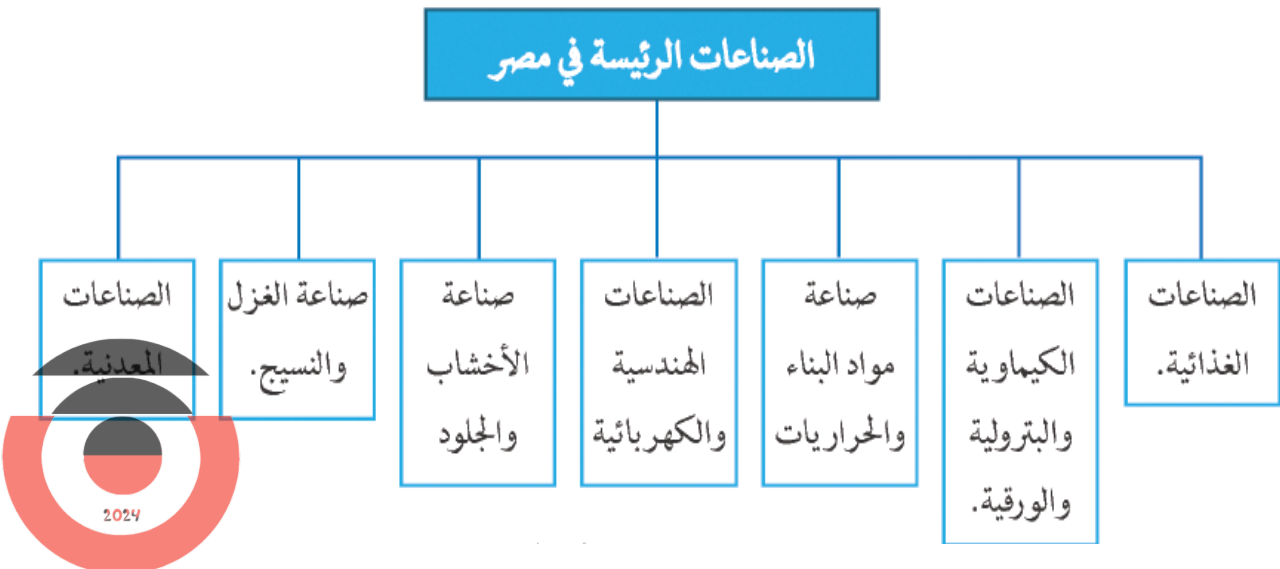 الصناعات الرئيسة في مصر
الصناعات
الغذائية.
الصناعات
الكيماوية
والبترولية
والورقية.
صناعة
مواد البناء
والحراريات
الصناعات
الهندسية
والكهربائية
صناعة
الأخشاب
والجلود
صناعة الغزل
والنسيج.
الصناعات
المعدنية.
2024